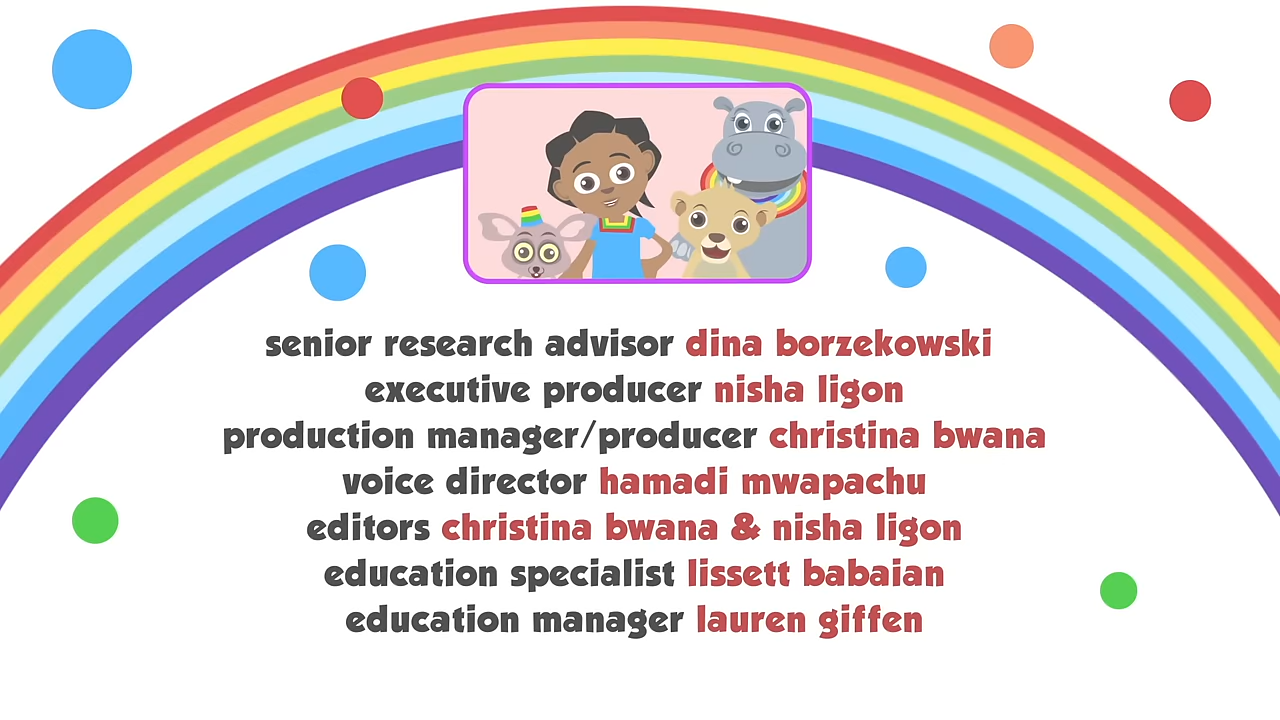 senior research advisor dina borzekowski
executive producer nisha ligon
production manager/producer christina bwana
voice director hamadi mwapachu
editors christina bwana & nisha ligon
education specialist lissett babaian
education manager lauren giffen